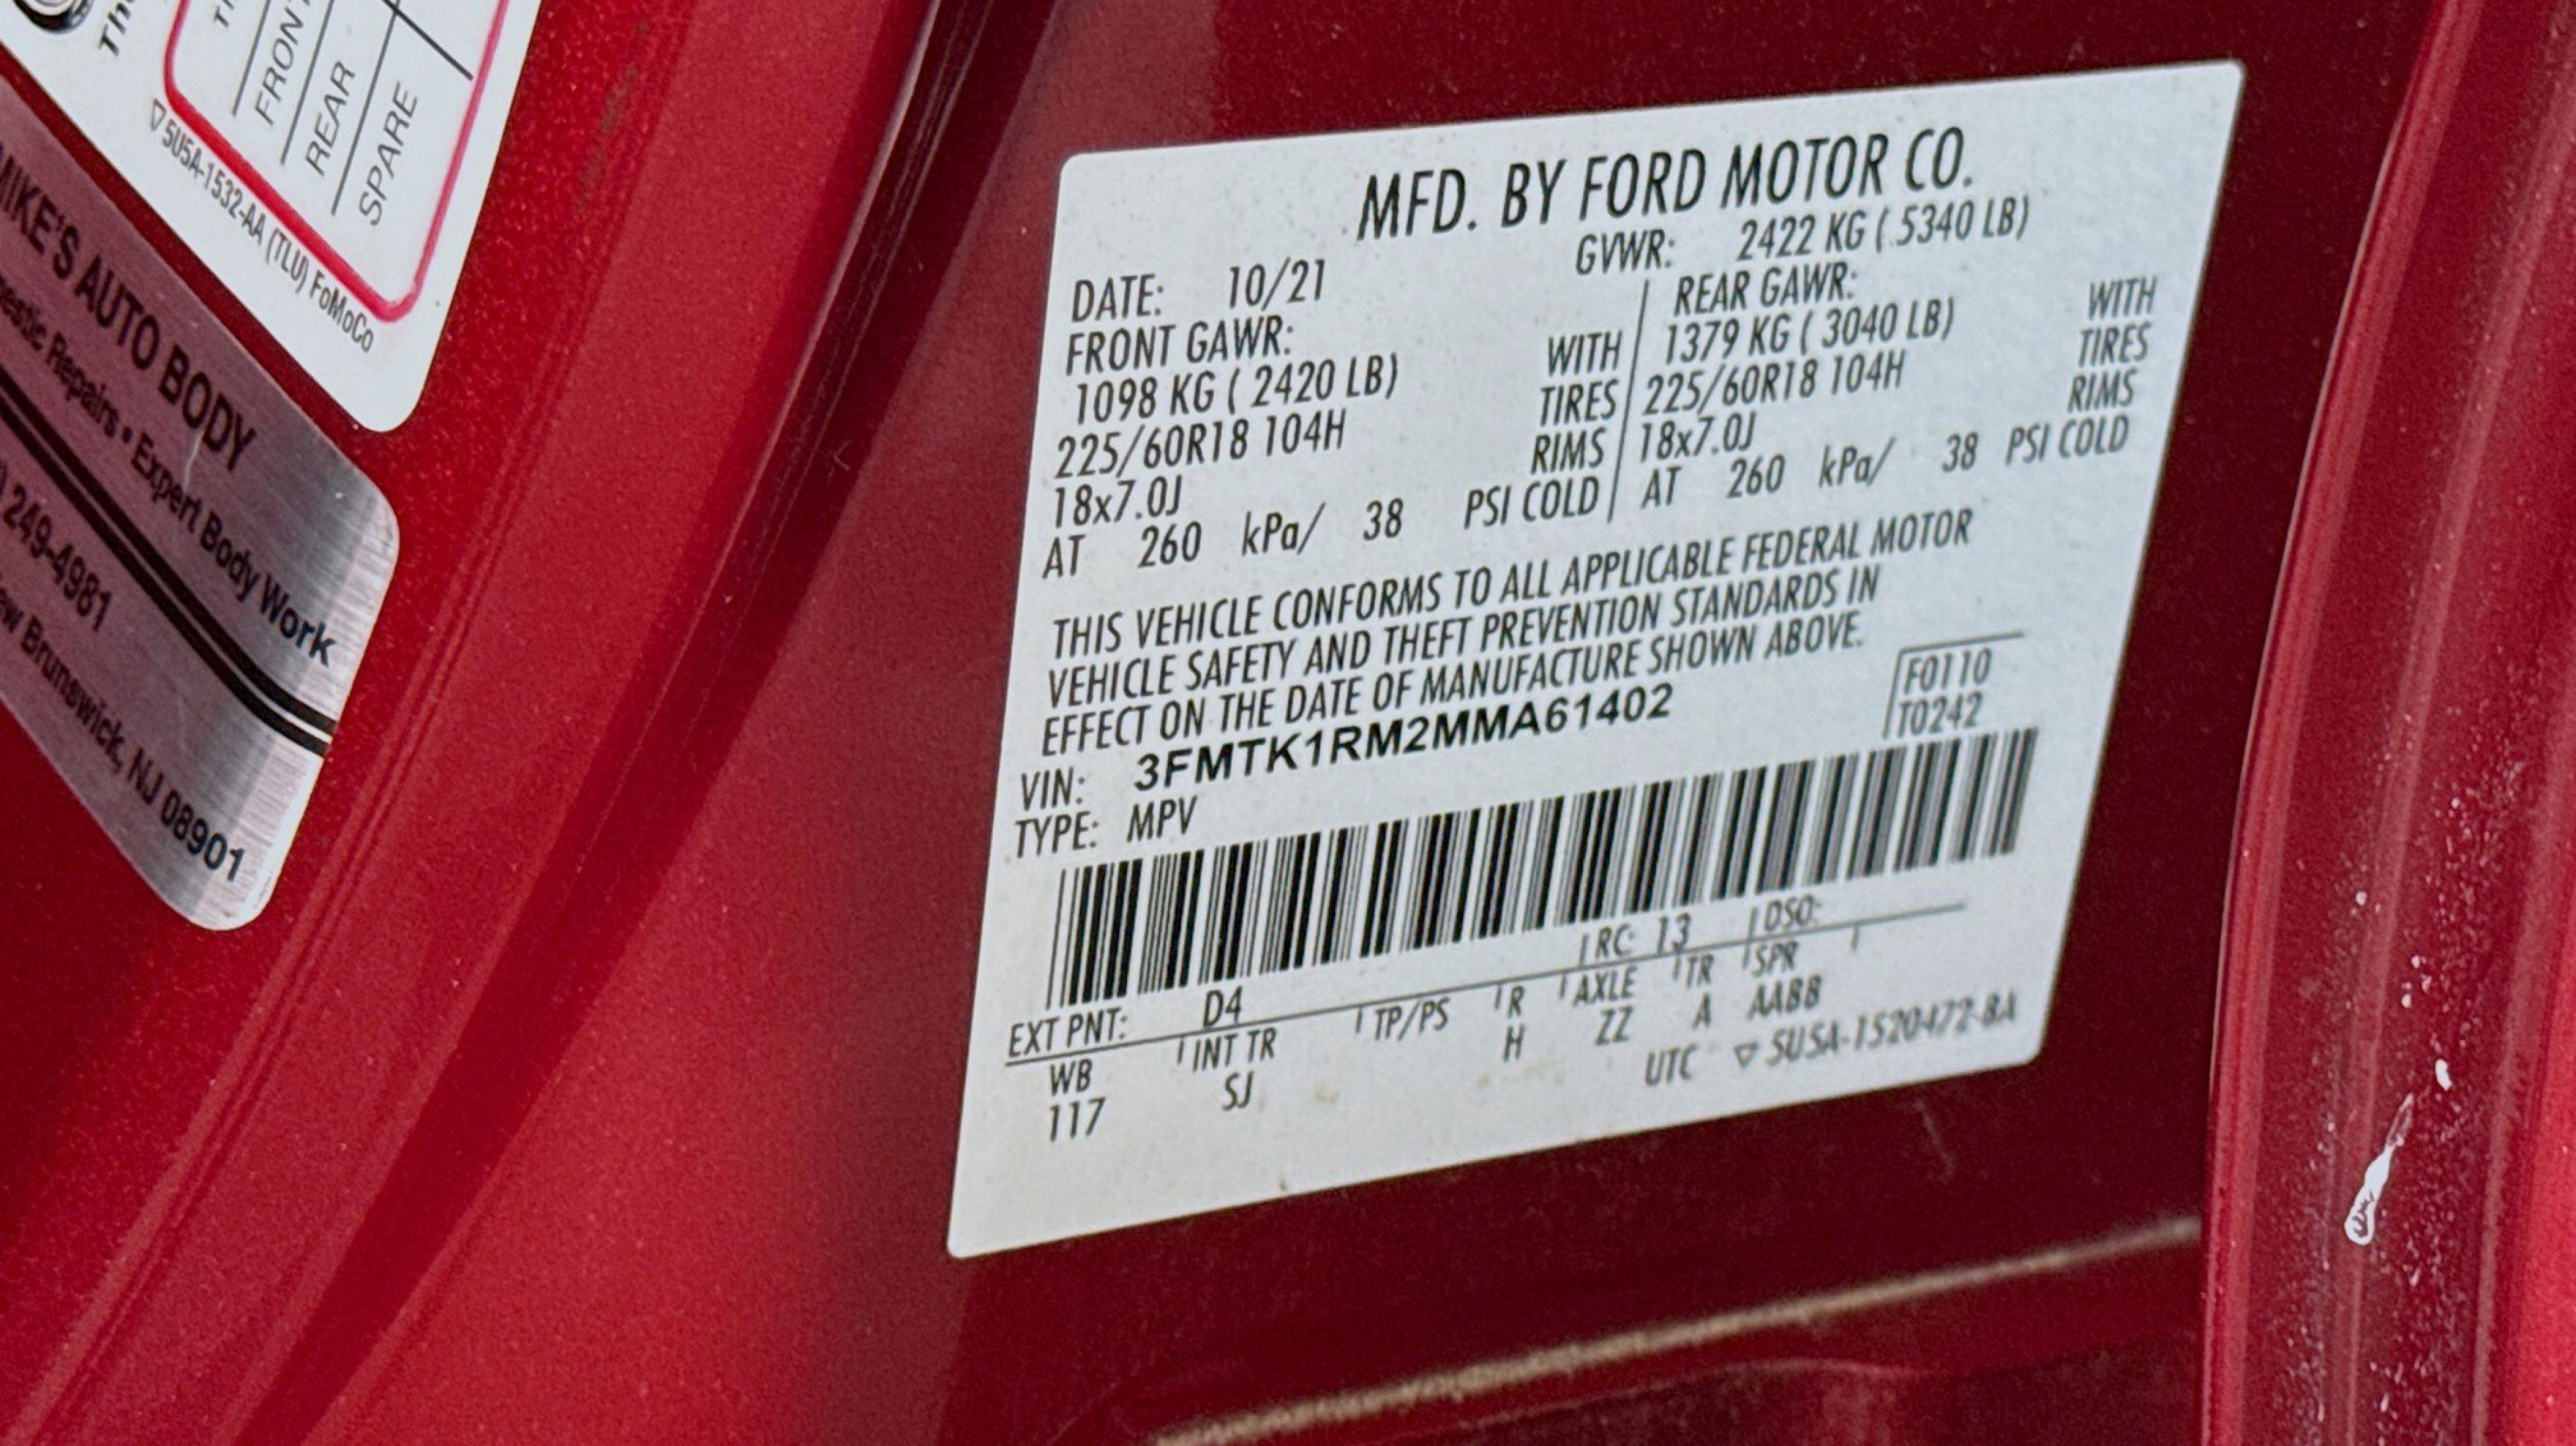 FRONT
REAR
SPARE
▽ 5U5A-1532-AA (TLU) FoMoCo
MIKE'S AUTO BODY
Repairs • Expert Body Work
249-4981
Brunswick, NJ 08901
MFD. BY FORD MOTOR CO.
DATE: 10/21 GVWR: 2422 KG ( 5340 LB)
FRONT GAWR: REAR GAWR:
1098 KG ( 2420 LB) WITH 1379 KG ( 3040 LB) WITH
225/60R18 104H TIRES 225/60R18 104H TIRES
18x7.0J RIMS 18x7.0J RIMS
AT 260 kPa/ 38 PSI COLD AT 260 kPa/ 38 PSI COLD
THIS VEHICLE CONFORMS TO ALL APPLICABLE FEDERAL MOTOR
VEHICLE SAFETY AND THEFT PREVENTION STANDARDS IN
EFFECT ON THE DATE OF MANUFACTURE SHOWN ABOVE.
F0110
T0242
VIN: 3FMTK1RM2MMA61402
TYPE: MPV
EXT PNT: D4 RC: 13 DSO:
WB INT TR TP/PS R AXLE TR SPR
117 SJ H ZZ A AABB
UTC ▽ 5U5A-1520472-BA